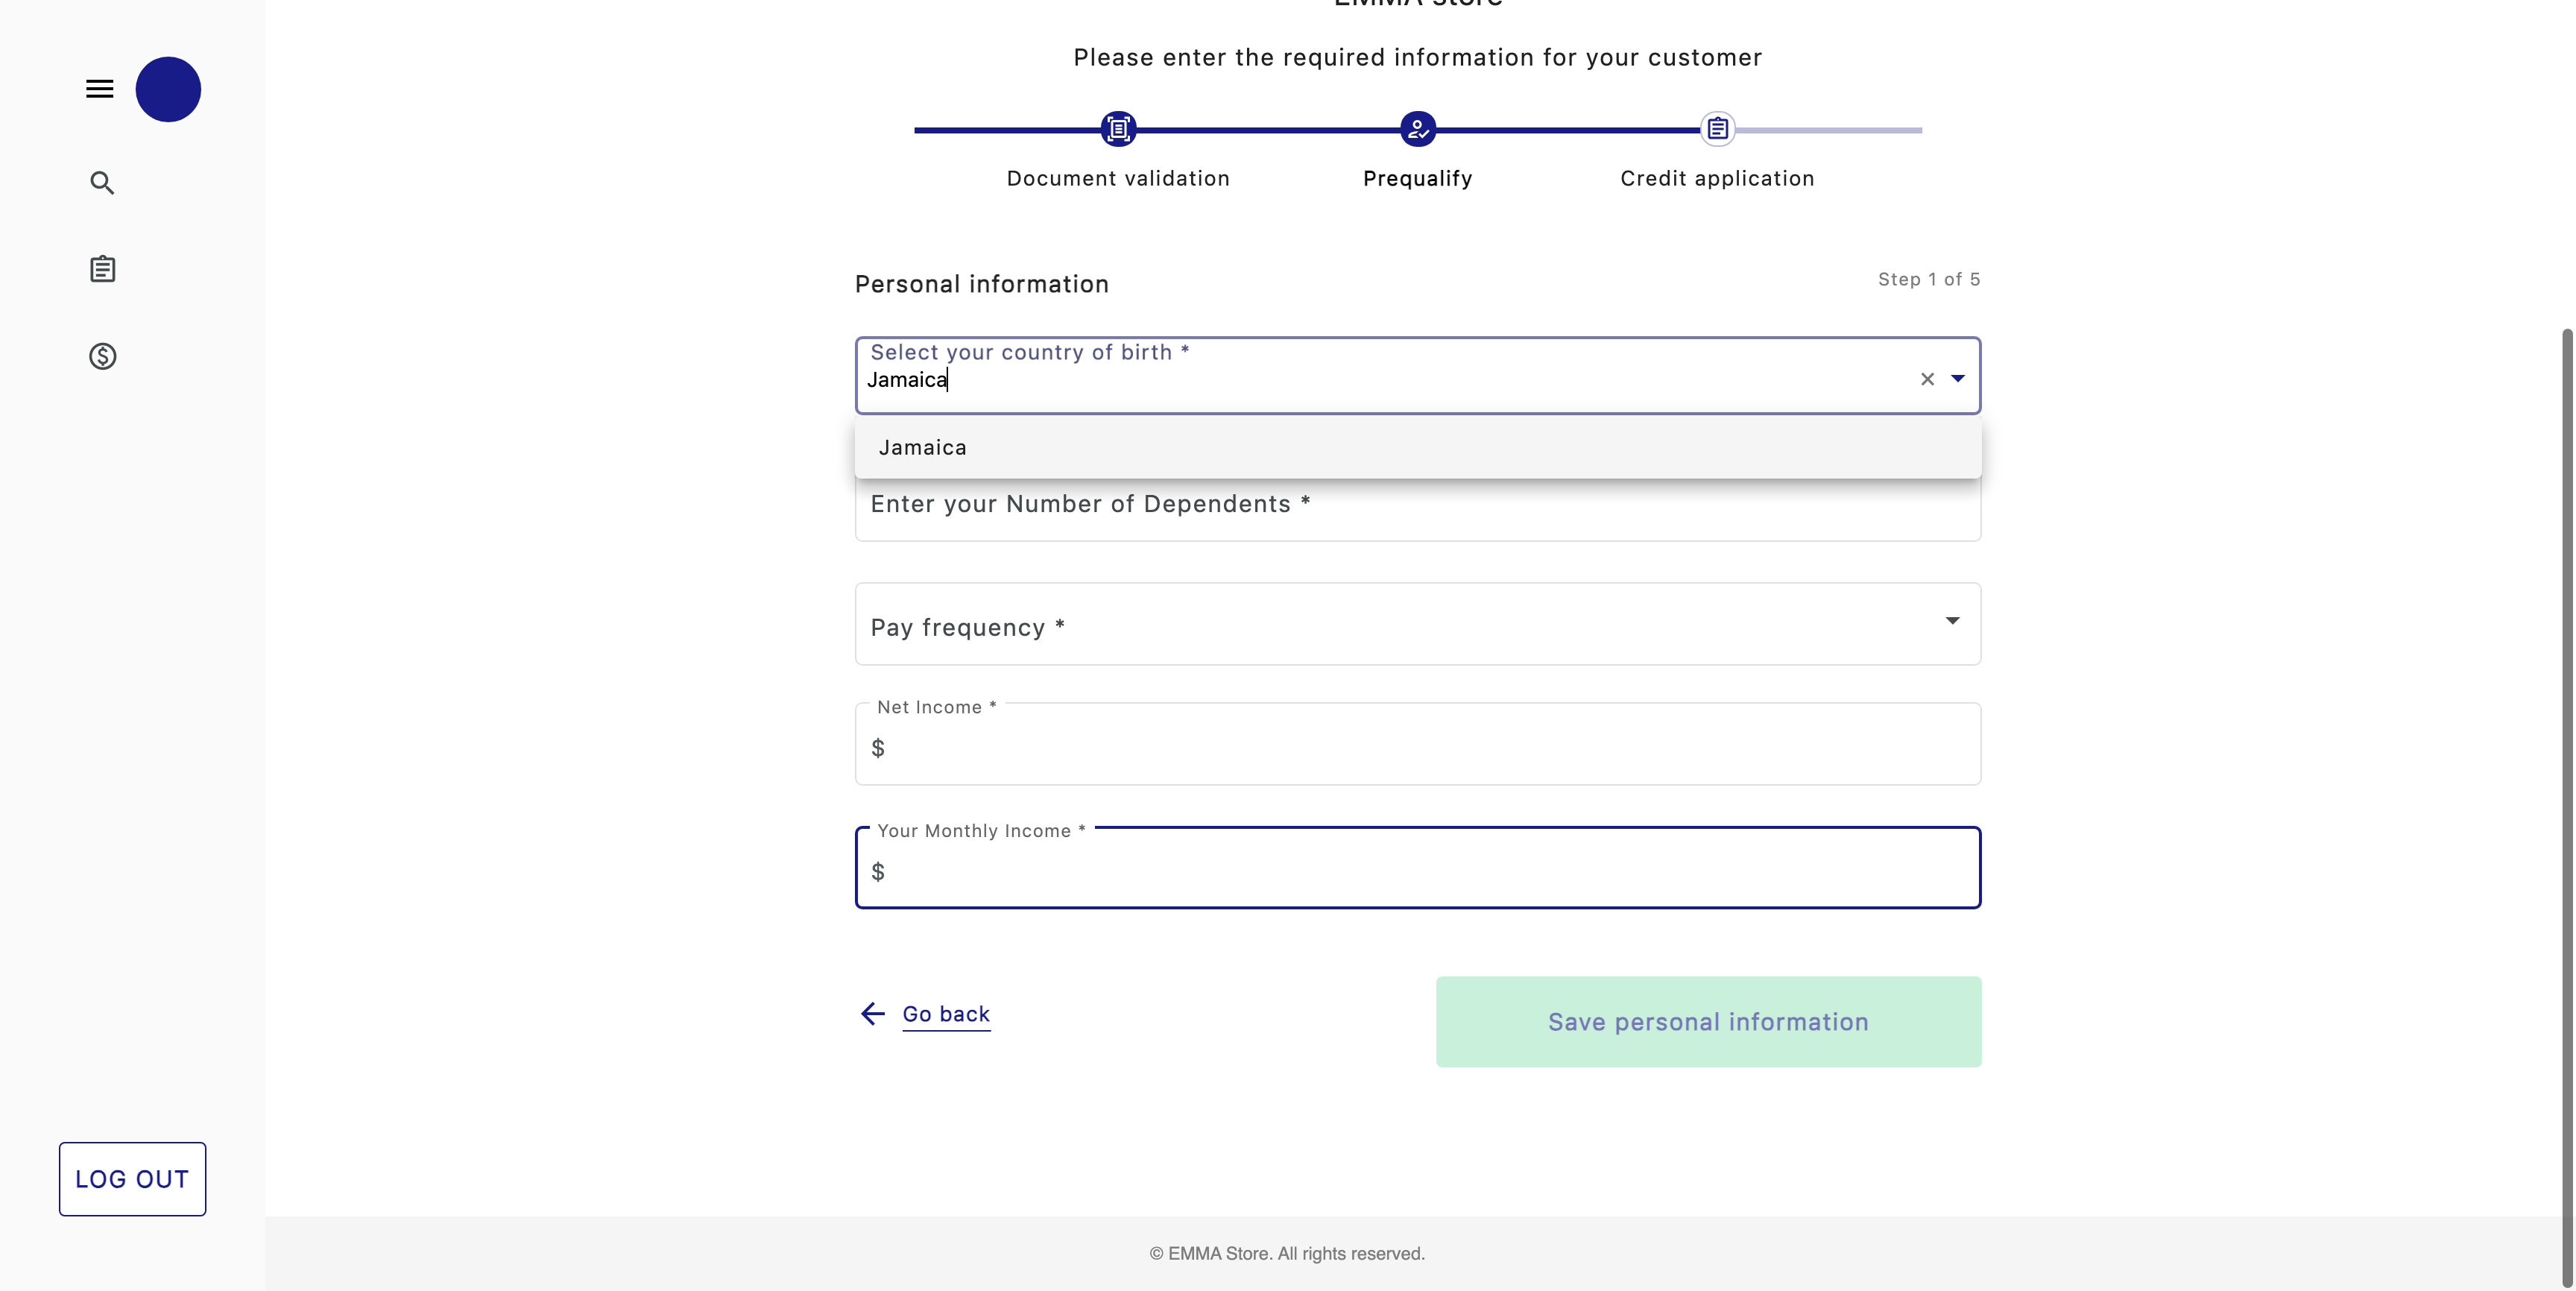 EMMA store
Please enter the required information for your customer
Document validation
Prequalify
Credit application
Personal information
Step 1 of 5
Select your country of birth *
Jamaica
Jamaica
Enter your Number of Dependents *
Pay frequency *
Net Income *
$
Your Monthly Income *
$
Go back
Save personal information
LOG OUT
© EMMA Store. All rights reserved.